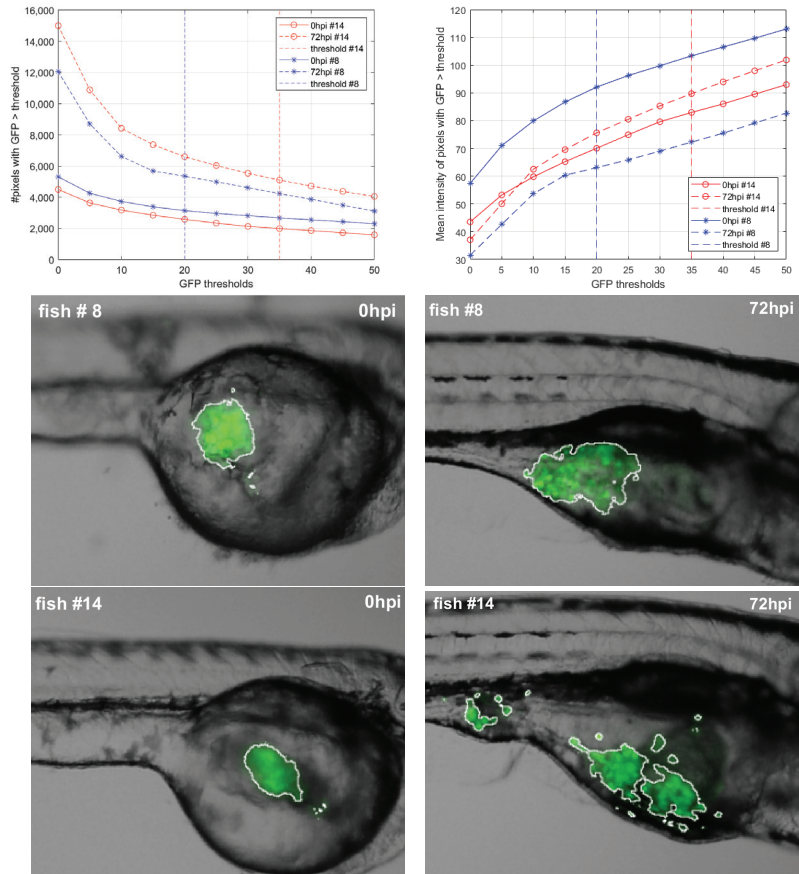 #pixels with GFP > threshold
16,000
14,000
12,000
10,000
8,000
6,000
4,000
2,000
0
0 10 20 30 40 50
GFP thresholds
0hpi #14
72hpi #14
threshold #14
0hpi #8
72hpi #8
threshold #8
Mean intensity of pixels with GFP > threshold
120
110
100
90
80
70
60
50
40
30
0 5 10 15 20 25 30 35 40 45 50
GFP thresholds
0hpi #14
72hpi #14
threshold #14
0hpi #8
72hpi #8
threshold #8
fish # 8 0hpi
fish #8 72hpi
fish #14 0hpi
fish #14 72hpi